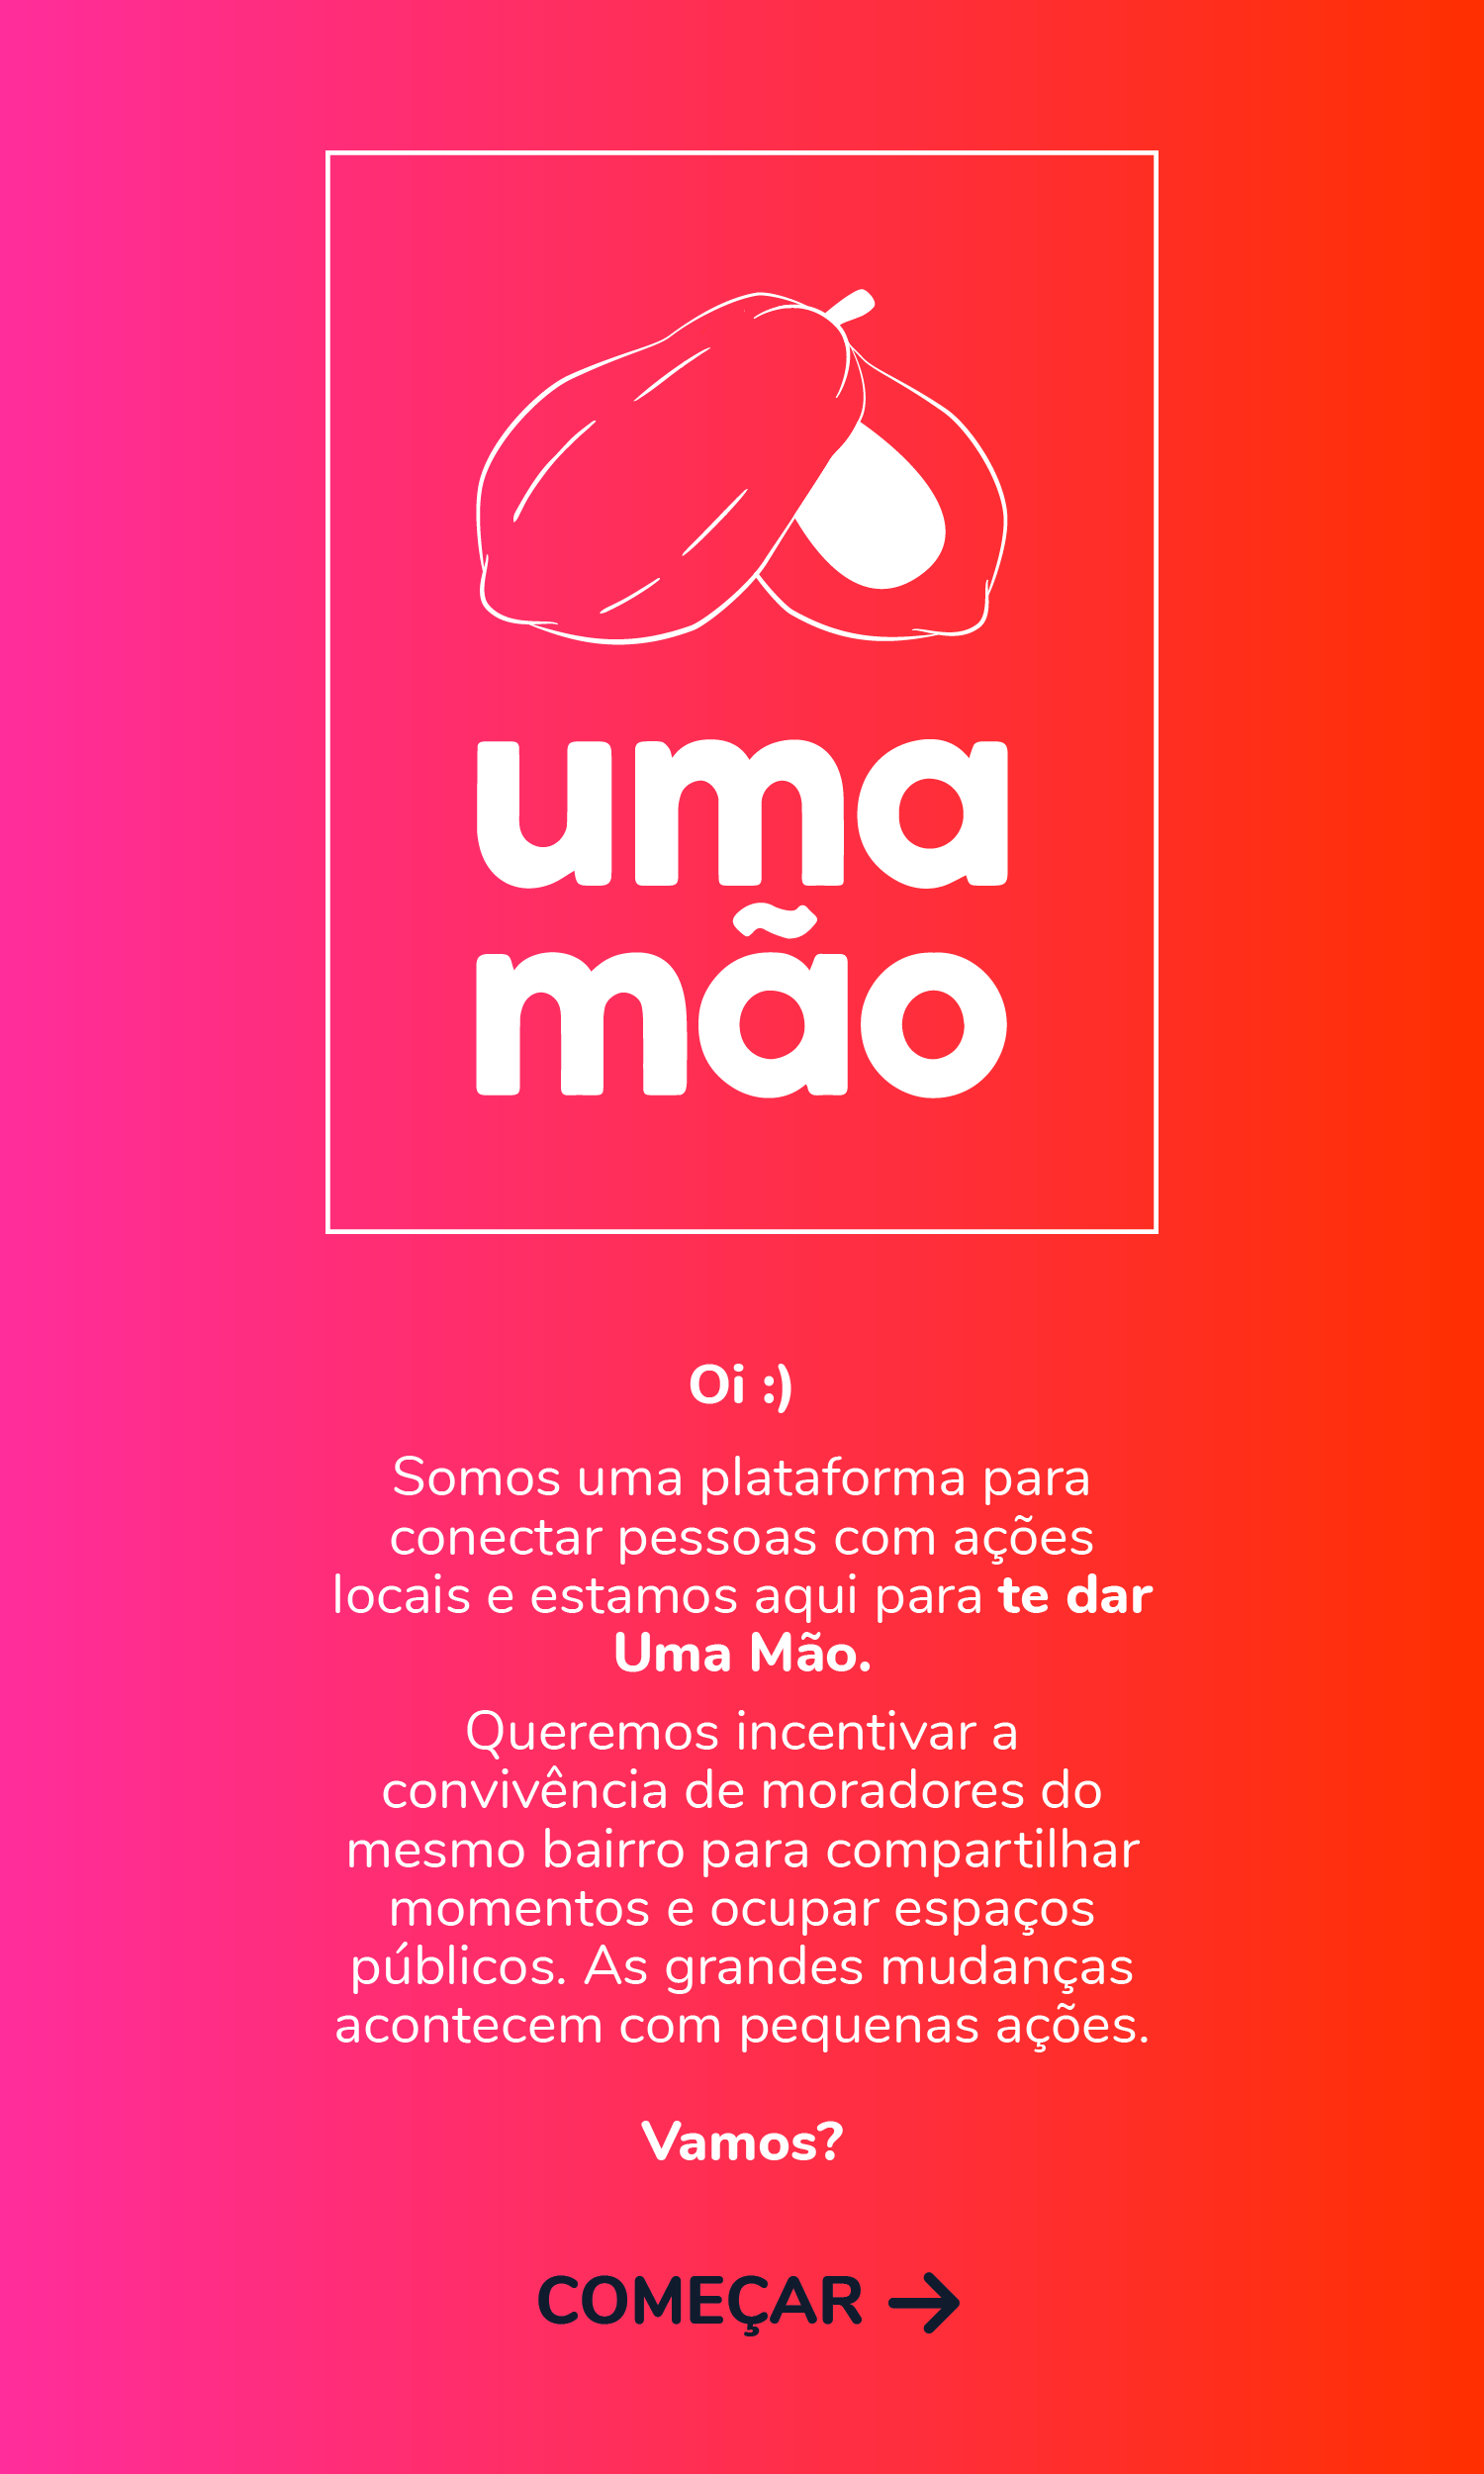 uma
mão
Oi :)
Somos uma plataforma para
conectar pessoas com ações
locais e estamos aqui para te dar
Uma Mão.
Queremos incentivar a
convivência de moradores do
mesmo bairro para compartilhar
momentos e ocupar espaços
públicos. As grandes mudanças
acontecem com pequenas ações.
Vamos?
COMEÇAR →